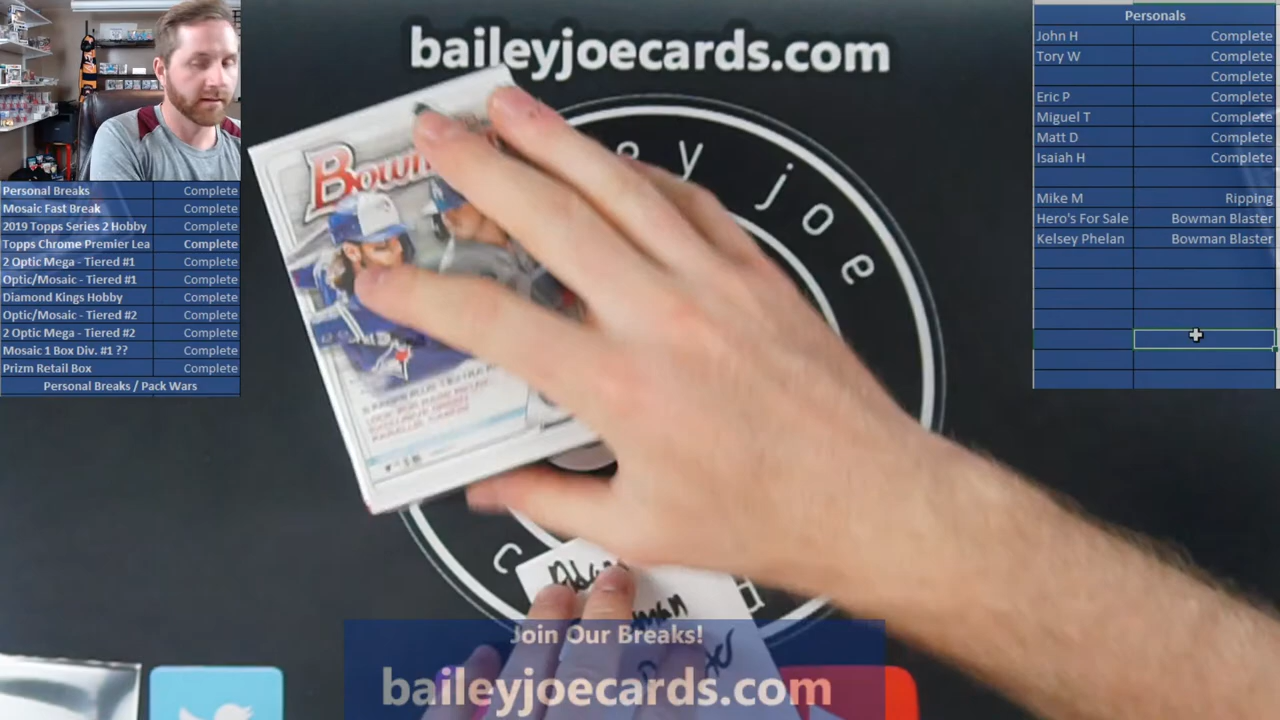 baileyjoecards.com
Personals
John H Complete
Tory W Complete
Complete
Eric P Complete
Miguel T Complete
Matt D Complete
Isaiah H Complete
Mike M Ripping
Hero's For Sale Bowman Blaster
Kelsey Phelan Bowman Blaster
Personal Breaks Complete
Mosaic Fast Break Complete
2019 Topps Series 2 Hobby Complete
Topps Chrome Premier Lea Complete
2 Optic Mega - Tiered #1 Complete
Optic/Mosaic - Tiered #1 Complete
Diamond Kings Hobby Complete
Optic/Mosaic - Tiered #2 Complete
2 Optic Mega - Tiered #2 Complete
Mosaic 1 Box Div. #1 ?? Complete
Prizm Retail Box Complete
Personal Breaks / Pack Wars
Bow
ey joe
c
d
man
Join Our Breaks!
baileyjoecards.com